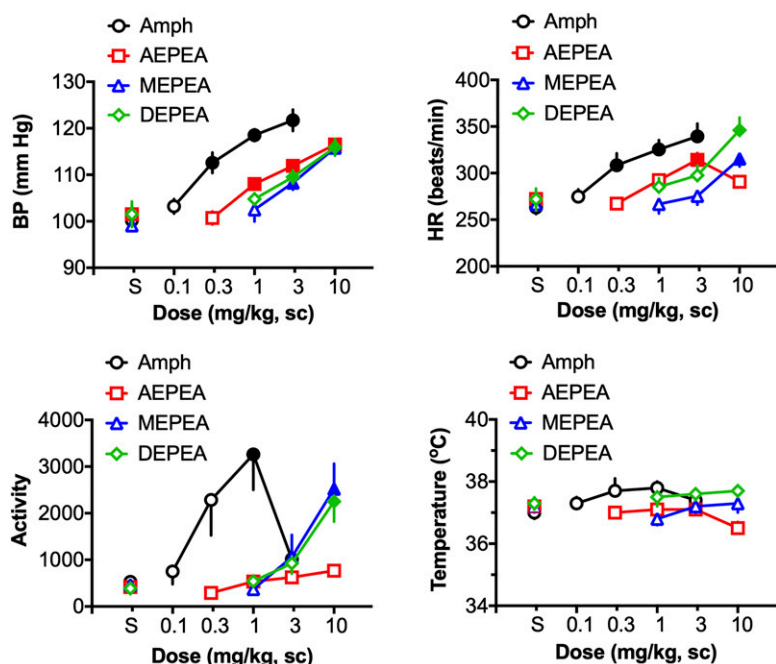 Amph
AEPEA
MEPEA
DEPEA
BP (mm Hg)
130
120
110
100
90
S 0.1 0.3 1 3 10
Dose (mg/kg, sc)
Amph
AEPEA
MEPEA
DEPEA
HR (beats/min)
400
350
300
250
200
S 0.1 0.3 1 3 10
Dose (mg/kg, sc)
Amph
AEPEA
MEPEA
DEPEA
Activity
4000
3000
2000
1000
0
S 0.1 0.3 1 3 10
Dose (mg/kg, sc)
Amph
AEPEA
MEPEA
DEPEA
Temperature (ºC)
40
38
36
34
S 0.1 0.3 1 3 10
Dose (mg/kg, sc)